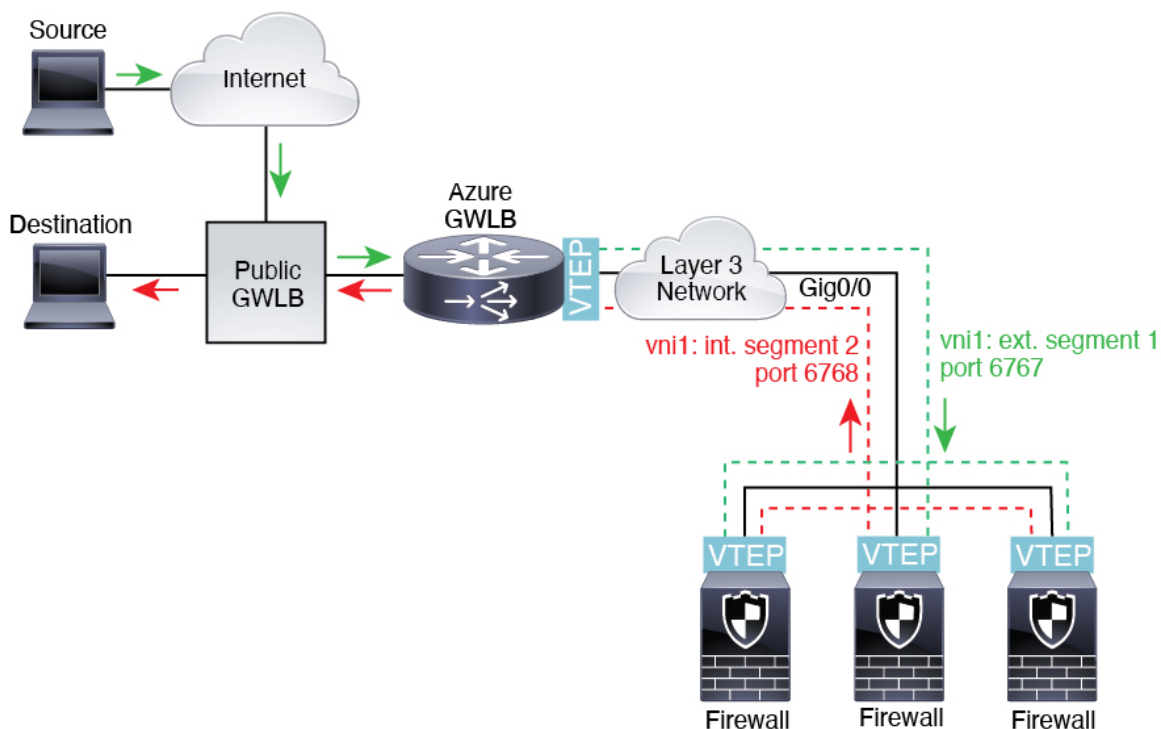 Source
Internet
Destination
Public
GWLB
Azure
GWLB
VTEP
Layer 3
Network
Gig0/0
vni1: int. segment 2
port 6768
vni1: ext. segment 1
port 6767
VTEP
VTEP
VTEP
Firewall
Firewall
Firewall